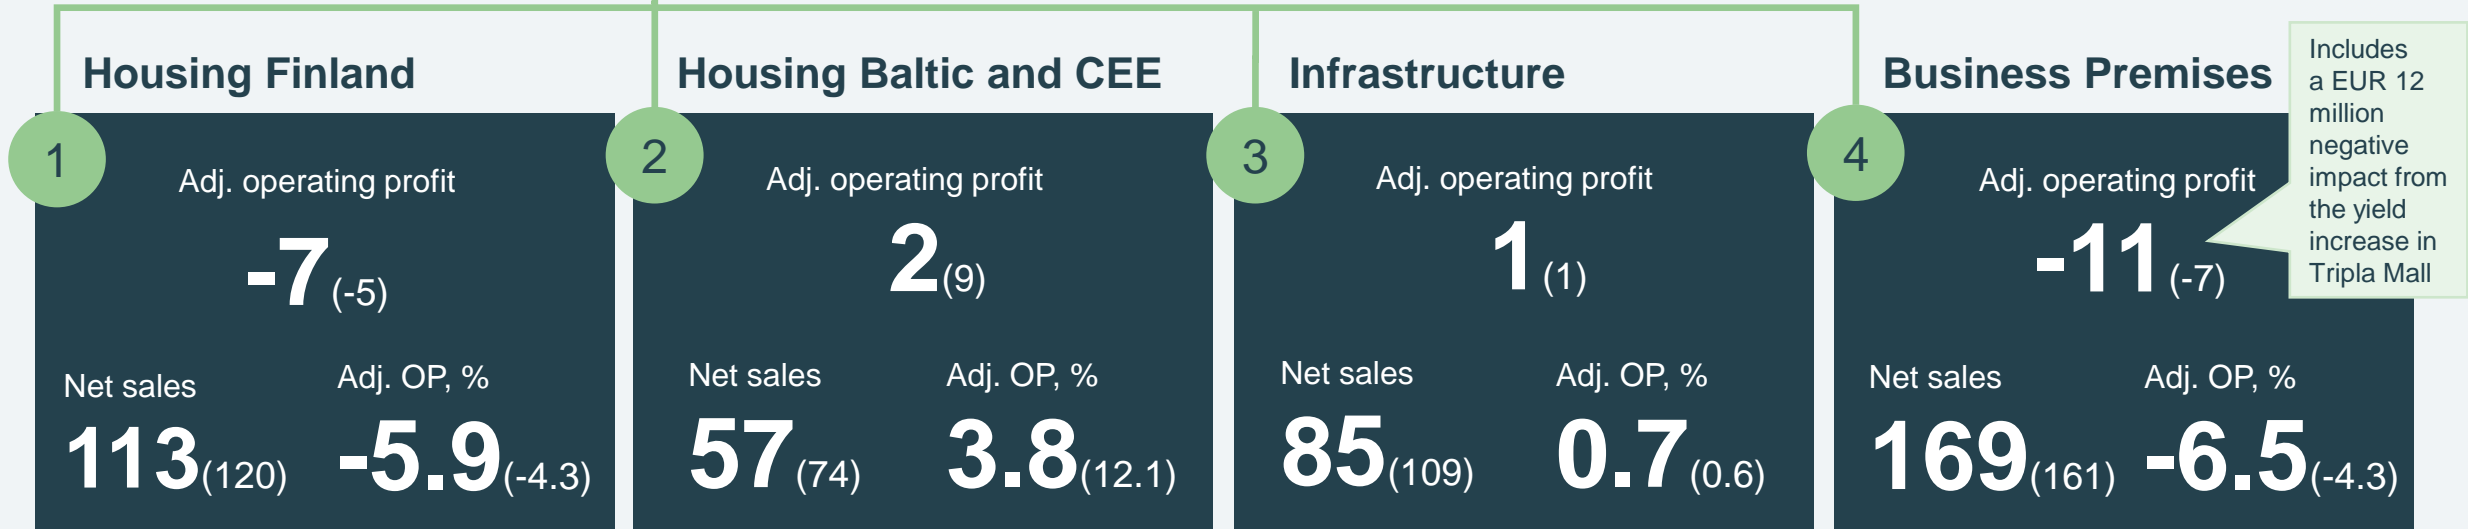 Housing Finland
1
Adj. operating profit
-7(-5)
Net sales
113(120)
Adj. OP, %
-5.9(-4.3)
Housing Baltic and CEE
2
Adj. operating profit
2(9)
Net sales
57(74)
Adj. OP, %
3.8(12.1)
Infrastructure
3
Adj. operating profit
1(1)
Net sales
85(109)
Adj. OP, %
0.7(0.6)
Business Premises
4
Adj. operating profit
-11(-7)
Net sales
169(161)
Adj. OP, %
-6.5(-4.3)
Includes
a EUR 12
million
negative
impact from
the yield
increase in
Tripla Mall